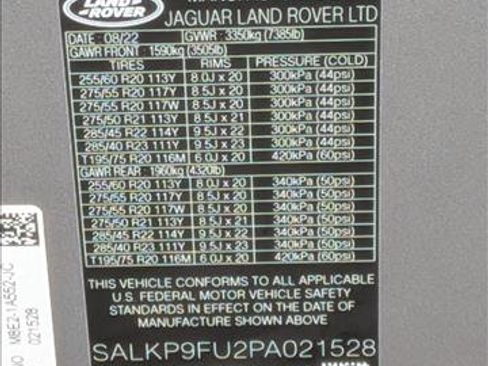 LAND
ROVER
JAGUAR LAND ROVER LTD
DATE : 08/22 GVWR : 3350kg (7385lb)
GAWR FRONT : 1590kg (3505lb)
TIRES RIMS PRESSURE (COLD)
255/60 R20 113Y 8.0J x 20 300kPa (44psi)
275/55 R20 117Y 8.5J x 20 300kPa (44psi)
275/55 R20 117W 8.5J x 20 300kPa (44psi)
275/50 R21 113Y 8.5J x 21 300kPa (44psi)
285/45 R22 114Y 9.5J x 22 300kPa (44psi)
285/40 R23 111Y 9.5J x 23 300kPa (44psi)
T195/75 R20 116M 6.0J x 20 420kPa (60psi)
GAWR REAR : 1960kg (4320lb)
255/60 R20 113Y 8.0J x 20 340kPa (50psi)
275/55 R20 117Y 8.5J x 20 340kPa (50psi)
275/55 R20 117W 8.5J x 20 340kPa (50psi)
275/50 R21 113Y 8.5J x 21 340kPa (50psi)
285/45 R22 114Y 9.5J x 22 340kPa (50psi)
285/40 R23 111Y 9.5J x 23 340kPa (50psi)
T195/75 R20 116M 6.0J x 20 420kPa (60psi)
THIS VEHICLE CONFORMS TO ALL APPLICABLE
U.S. FEDERAL MOTOR VEHICLE SAFETY
STANDARDS IN EFFECT ON THE DATE OF
MANUFACTURE SHOWN ABOVE
SALKP9FU2PA021528
M8E2-1A552-JC
021528